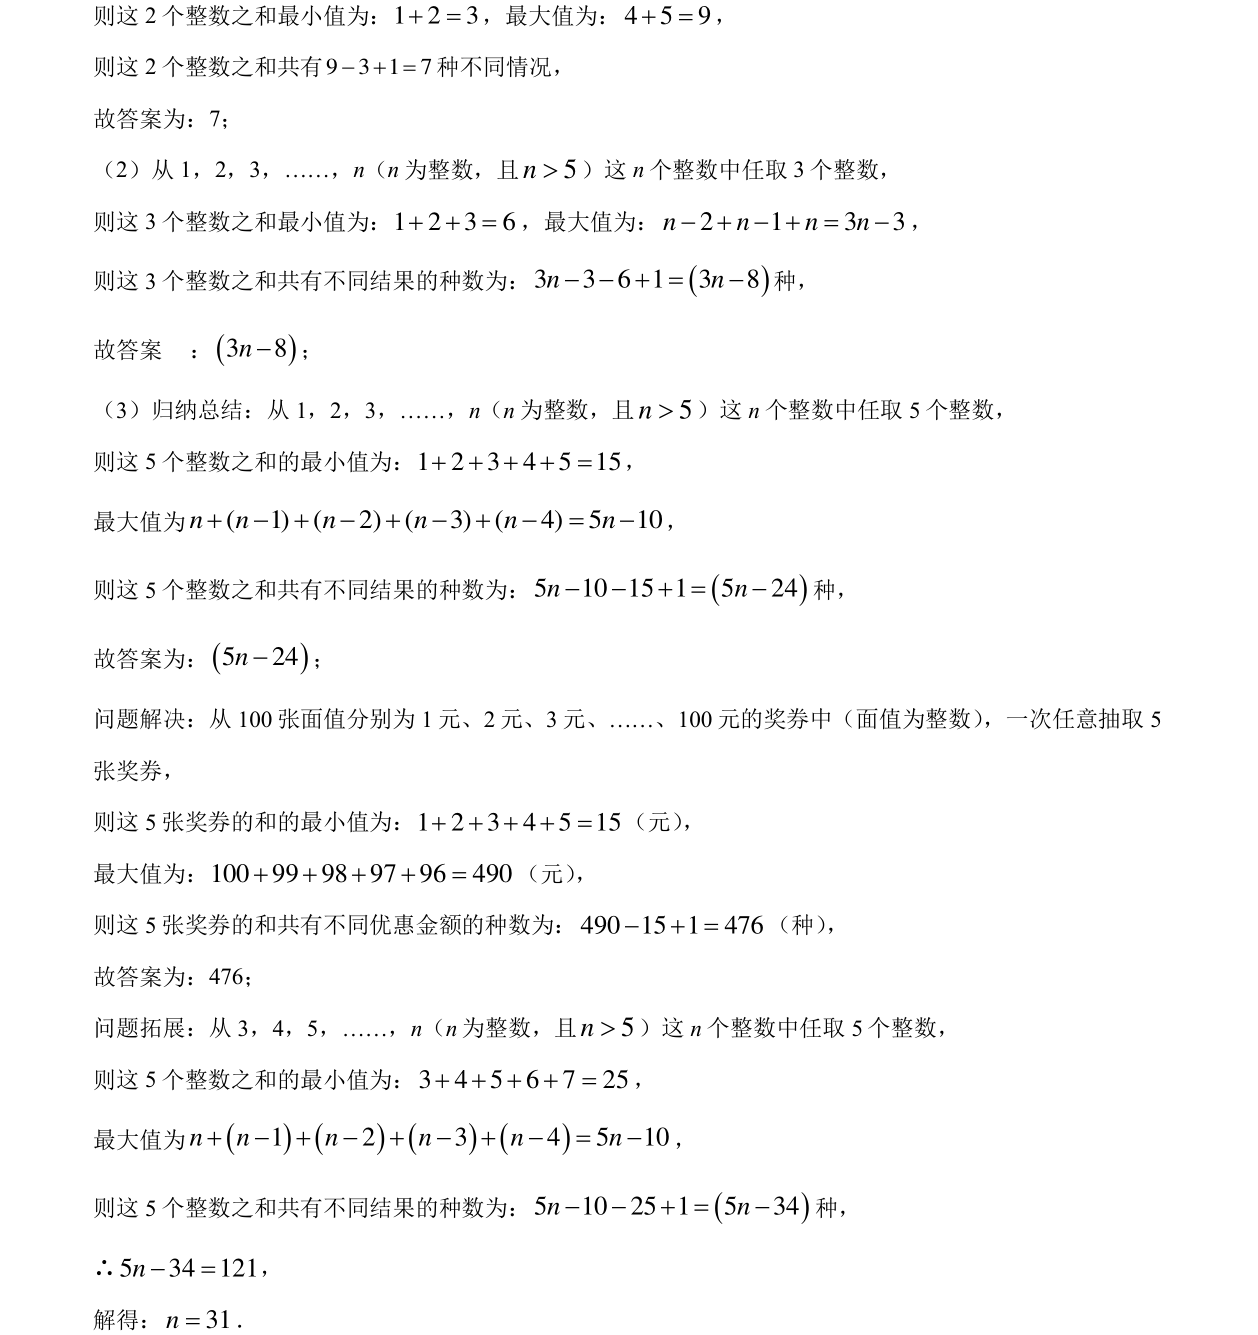 则这 2 个整数之和最小值为：1+2=3，最大值为：4+5=9，
则这 2 个整数之和共有 9−3+1=7 种不同情况，
故答案为：7；
（2）从 1，2，3，……，n（n 为整数，且 n>5）这 n 个整数中任取 3 个整数，
则这 3 个整数之和最小值为：1+2+3=6，最大值为：n−2+n−1+n=3n−3，
则这 3 个整数之和共有不同结果的种数为：3n−3−6+1=(3n−8)种，
故答案 ：(3n−8)；
（3）归纳总结：从 1，2，3，……，n（n 为整数，且 n>5）这 n 个整数中任取 5 个整数，
则这 5 个整数之和的最小值为：1+2+3+4+5=15，
最大值为 n+(n−1)+(n−2)+(n−3)+(n−4)=5n−10，
则这 5 个整数之和共有不同结果的种数为：5n−10−15+1=(5n−24)种，
故答案为：(5n−24)；
问题解决：从 100 张面值分别为 1 元、2 元、3 元、……、100 元的奖券中（面值为整数），一次任意抽取 5
张奖券，
则这 5 张奖券的和的最小值为：1+2+3+4+5=15（元），
最大值为：100+99+98+97+96=490（元），
则这 5 张奖券的和共有不同优惠金额的种数为：490−15+1=476（种），
故答案为：476；
问题拓展：从 3，4，5，……，n（n 为整数，且 n>5）这 n 个整数中任取 5 个整数，
则这 5 个整数之和的最小值为：3+4+5+6+7=25，
最大值为 n+(n−1)+(n−2)+(n−3)+(n−4)=5n−10，
则这 5 个整数之和共有不同结果的种数为：5n−10−25+1=(5n−34)种，
∴5n−34=121，
解得：n=31．